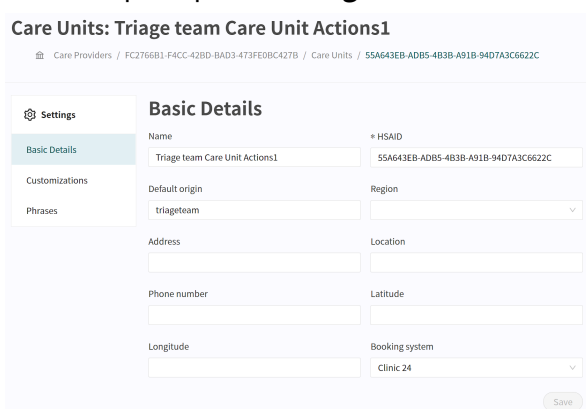 Care Units: Triage team Care Unit Actions1
Care Providers / FC2766B1-F4CC-42BD-BAD3-473FE0BC427B / Care Units / 55A643EB-ADB5-4B3B-A91B-94D7A3C6622C
Settings
Basic Details
Customizations
Phrases
Basic Details
Name
* HSAID
Triage team Care Unit Actions1
55A643EB-ADB5-4B3B-A91B-94D7A3C6622C
Default origin
Region
triageteam
Address
Location
Phone number
Latitude
Longitude
Booking system
Clinic 24
Save